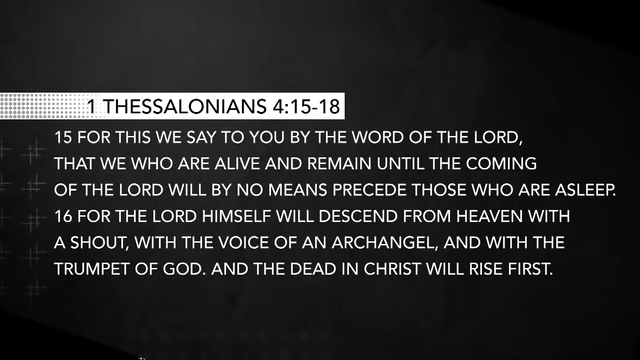 1 THESSALONIANS 4:15-18
15 FOR THIS WE SAY TO YOU BY THE WORD OF THE LORD,
THAT WE WHO ARE ALIVE AND REMAIN UNTIL THE COMING
OF THE LORD WILL BY NO MEANS PRECEDE THOSE WHO ARE ASLEEP.
16 FOR THE LORD HIMSELF WILL DESCEND FROM HEAVEN WITH
A SHOUT, WITH THE VOICE OF AN ARCHANGEL, AND WITH THE
TRUMPET OF GOD. AND THE DEAD IN CHRIST WILL RISE FIRST.